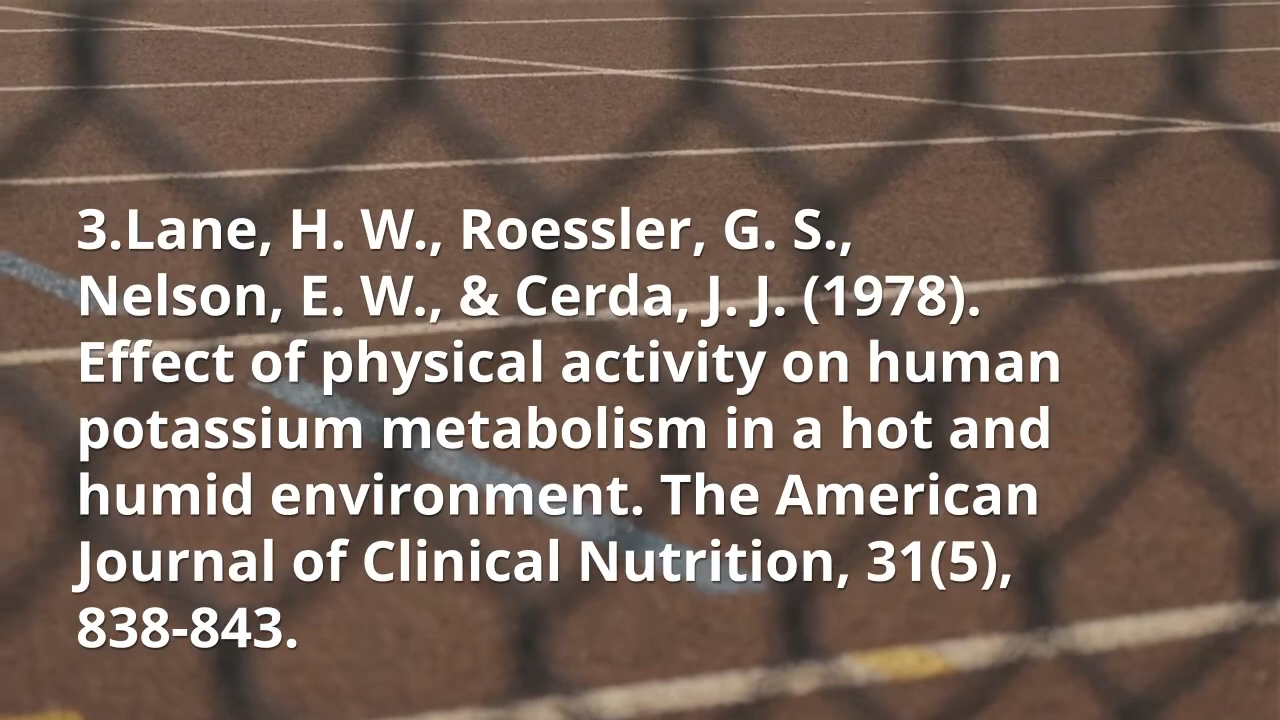 3.Lane, H. W., Roessler, G. S.,
Nelson, E. W., & Cerda, J. J. (1978).
Effect of physical activity on human
potassium metabolism in a hot and
humid environment. The American
Journal of Clinical Nutrition, 31(5),
838-843.